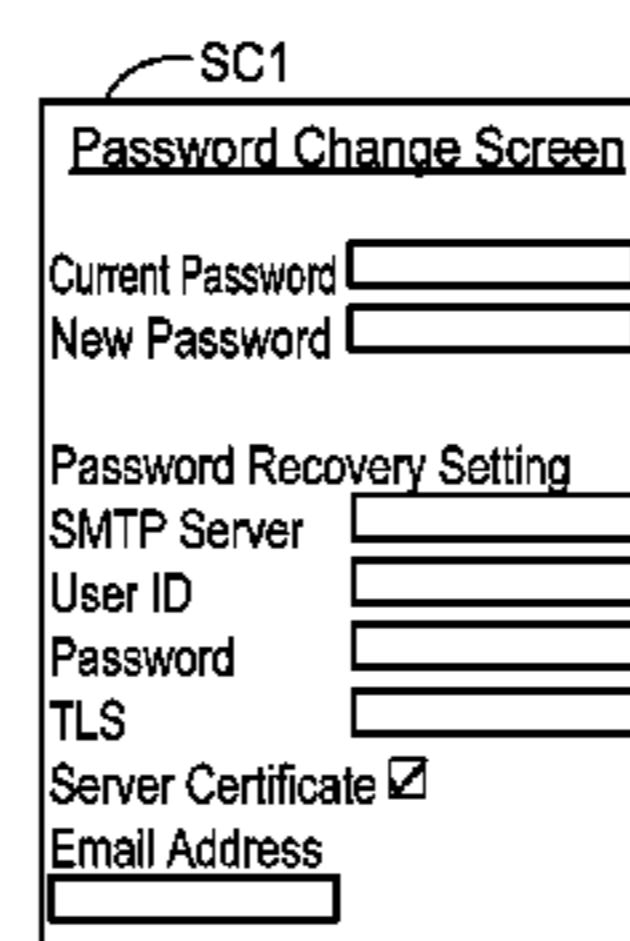 SC1
Password Change Screen
Current Password
New Password
Password Recovery Setting
SMTP Server
User ID
Password
TLS
Server Certificate
Email Address